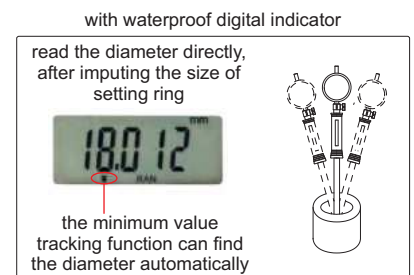 with waterproof digital indicator
read the diameter directly,
after imputing the size of
setting ring
mm
18.012
RAN
the minimum value
tracking function can find
the diameter automatically